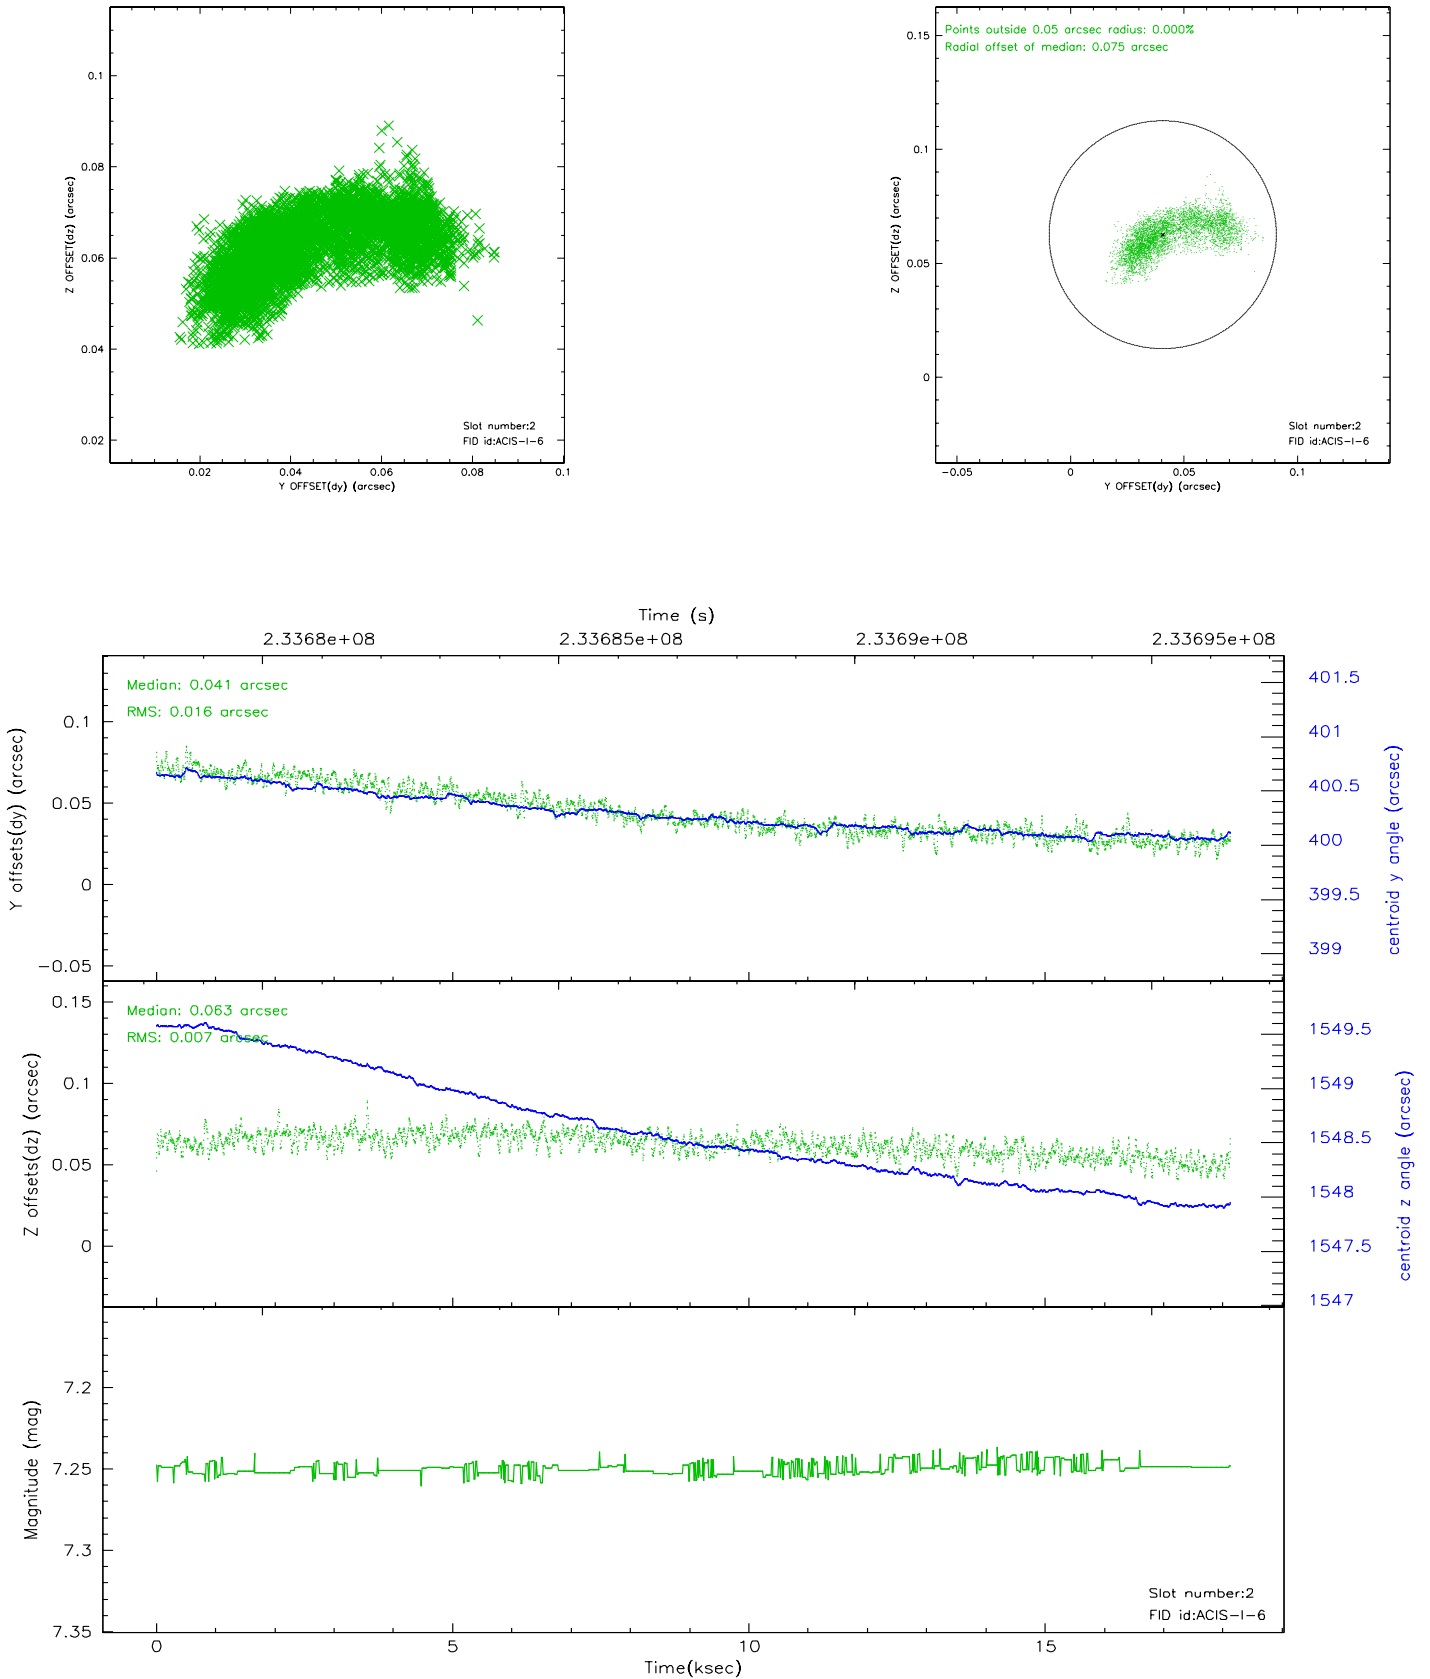 0.1
0.08
0.06
0.04
0.02
Z OFFSET(dz) (arcsec)
Slot number:2
FID id:ACIS-I-6
0.02 0.04 0.06 0.08 0.1
Y OFFSET(dy) (arcsec)
Points outside 0.05 arcsec radius: 0.000%
Radial offset of median: 0.075 arcsec
0.15
0.1
0.05
0
Z OFFSET(dz) (arcsec)
Slot number:2
FID id:ACIS-I-6
-0.05 0 0.05 0.1
Y OFFSET(dy) (arcsec)
Time (s)
2.3368e+08 2.33685e+08 2.3369e+08 2.33695e+08
Median: 0.041 arcsec
RMS: 0.016 arcsec
0.1
0.05
0
-0.05
Y offsets(dy) (arcsec)
401.5
401
400.5
400
399.5
399
centroid y angle (arcsec)
Median: 0.063 arcsec
RMS: 0.007 arcsec
0.15
0.1
0.05
0
Z offsets(dz) (arcsec)
1549.5
1549
1548.5
1548
1547.5
1547
centroid z angle (arcsec)
7.2
7.25
7.3
7.35
Magnitude (mag)
Slot number:2
FID id:ACIS-I-6
0 5 10 15
Time(ksec)